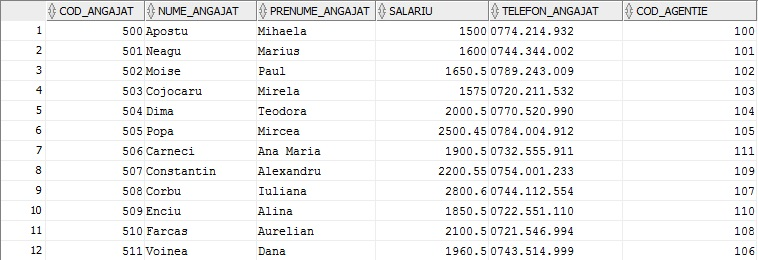 COD_ANGAJAT NUME_ANGAJAT PRENUME_ANGAJAT SALARIU TELEFON_ANGAJAT COD_AGENTIE
1 500 Apostu Mihaela 1500 0774.214.932 100
2 501 Neagu Marius 1600 0744.344.002 101
3 502 Moise Paul 1650.5 0789.243.009 102
4 503 Cojocaru Mirela 1575 0720.211.532 103
5 504 Dima Teodora 2000.5 0770.520.990 104
6 505 Popa Mircea 2500.45 0784.004.912 105
7 506 Carneci Ana Maria 1900.5 0732.555.911 111
8 507 Constantin Alexandru 2200.55 0754.001.233 109
9 508 Corbu Iuliana 2800.6 0744.112.554 107
10 509 Enciu Alina 1850.5 0722.551.110 110
11 510 Farcas Aurelian 2100.5 0721.546.994 108
12 511 Voinea Dana 1960.5 0743.514.999 106